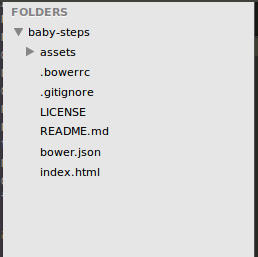 FOLDERS
baby-steps
assets
.bowerrc
.gitignore
LICENSE
README.md
bower.json
index.html